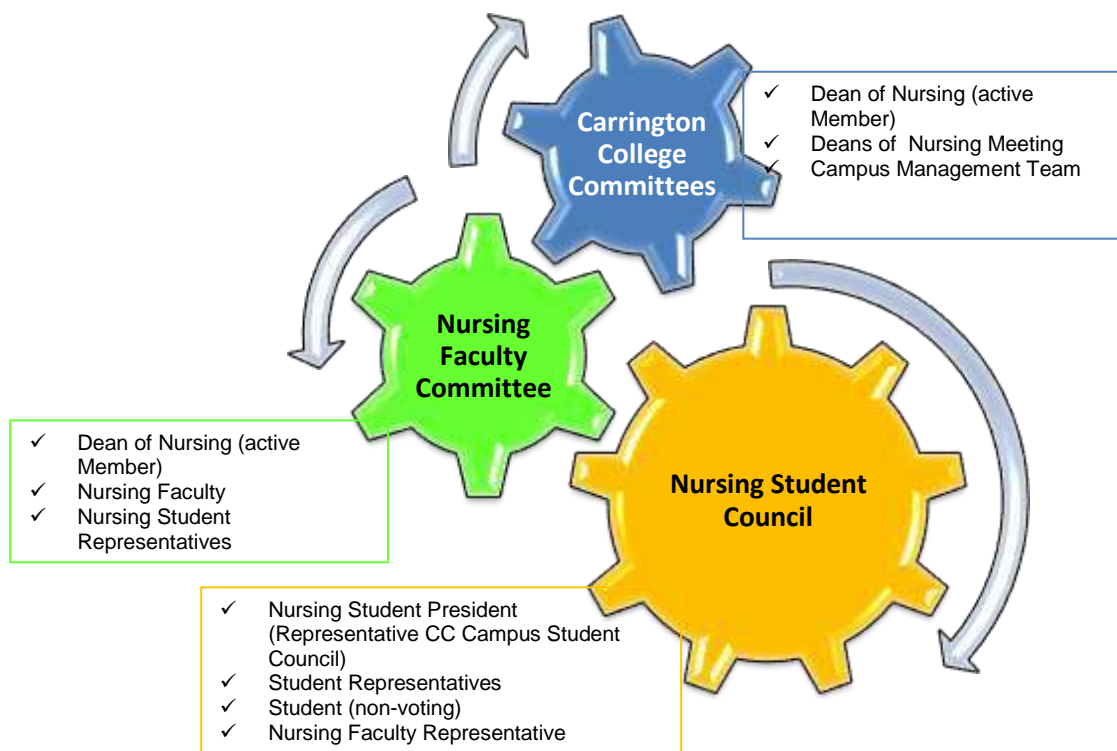 Carrington
College
Committees
✓ Dean of Nursing (active
Member)
✓ Deans of Nursing Meeting
✓ Campus Management Team
Nursing
Faculty
Committee
✓ Dean of Nursing (active
Member)
✓ Nursing Faculty
✓ Nursing Student
Representatives
Nursing Student
Council
✓ Nursing Student President
(Representative CC Campus Student
Council)
✓ Student Representatives
✓ Student (non-voting)
✓ Nursing Faculty Representative